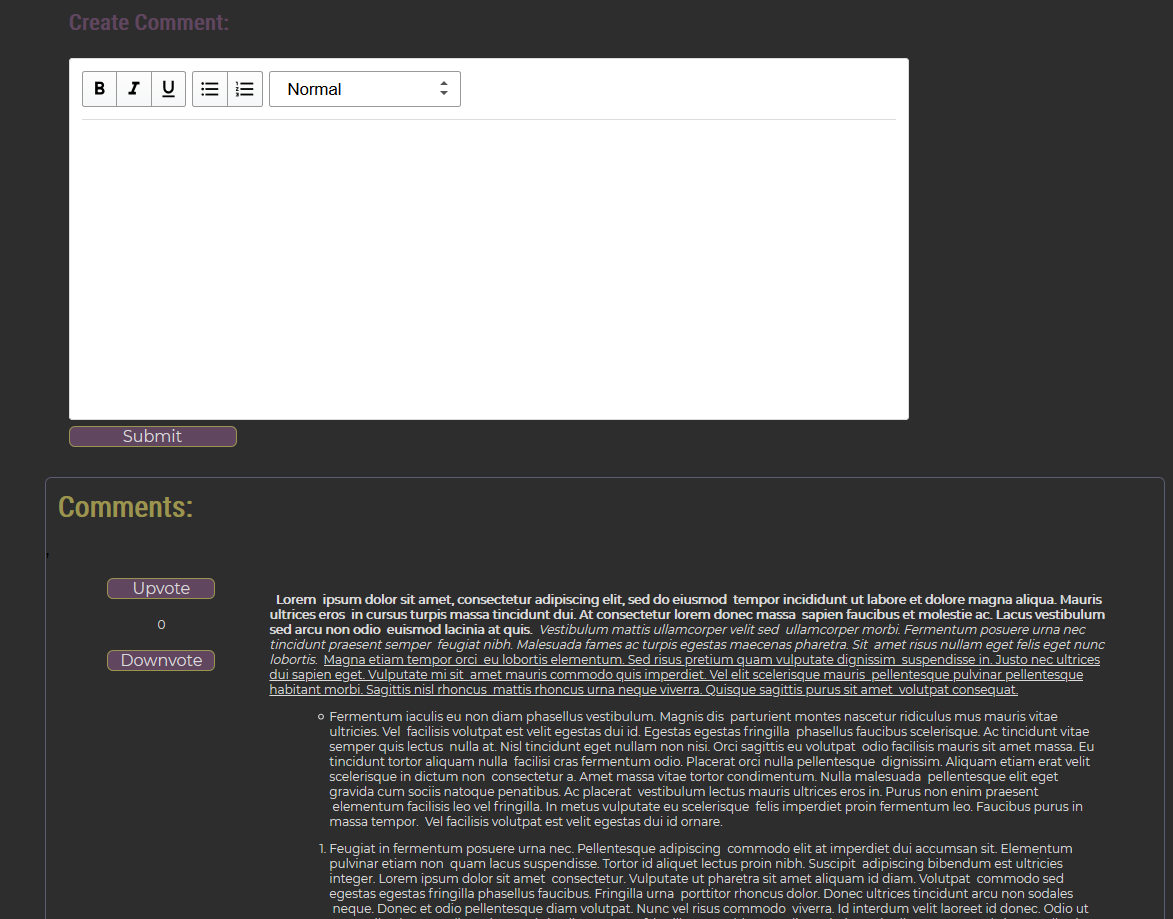 Create Comment:
B I U Normal
Submit
Comments:
,
Upvote
0
Downvote
Lorem ipsum dolor sit amet, consectetur adipiscing elit, sed do eiusmod tempor incididunt ut labore et dolore magna aliqua. Mauris
ultrices eros in cursus turpis massa tincidunt dui. At consectetur lorem donec massa sapien faucibus et molestie ac. Lacus vestibulum
sed arcu non odio euismod lacinia at quis. Vestibulum mattis ullamcorper velit sed ullamcorper morbi. Fermentum posuere urna nec
tincidunt praesent semper feugiat nibh. Malesuada fames ac turpis egestas maecenas pharetra. Sit amet risus nullam eget felis eget nunc
lobortis. Magna etiam tempor orci eu lobortis elementum. Sed risus pretium quam vulputate dignissim suspendisse in. Justo nec ultrices
dui sapien eget. Vulputate mi sit amet mauris commodo quis imperdiet. Vel elit scelerisque mauris pellentesque pulvinar pellentesque
habitant morbi. Sagittis nisl rhoncus mattis rhoncus urna neque viverra. Quisque sagittis purus sit amet volutpat consequat.
Fermentum iaculis eu non diam phasellus vestibulum. Magnis dis parturient montes nascetur ridiculus mus mauris vitae
ultricies. Vel facilisis volutpat est velit egestas dui id. Egestas egestas fringilla phasellus faucibus scelerisque. Ac tincidunt vitae
semper quis lectus nulla at. Nisl tincidunt eget nullam non nisi. Orci sagittis eu volutpat odio facilisis mauris sit amet massa. Eu
tincidunt tortor aliquam nulla facilisi cras fermentum odio. Placerat orci nulla pellentesque dignissim. Aliquam etiam erat velit
scelerisque in dictum non consectetur a. Amet massa vitae tortor condimentum. Nulla malesuada pellentesque elit eget
gravida cum sociis natoque penatibus. Ac placerat vestibulum lectus mauris ultrices eros in. Purus non enim praesent
elementum facilisis leo vel fringilla. In metus vulputate eu scelerisque felis imperdiet proin fermentum leo. Faucibus purus in
massa tempor. Vel facilisis volutpat est velit egestas dui id ornare.
1. Feugiat in fermentum posuere urna nec. Pellentesque adipiscing commodo elit at imperdiet dui accumsan sit. Elementum
pulvinar etiam non quam lacus suspendisse. Tortor id aliquet lectus proin nibh. Suscipit adipiscing bibendum est ultricies
integer. Lorem ipsum dolor sit amet consectetur. Vulputate ut pharetra sit amet aliquam id diam. Volutpat commodo sed
egestas egestas fringilla phasellus faucibus. Fringilla urna porttitor rhoncus dolor. Donec ultrices tincidunt arcu non sodales
neque. Donec et odio pellentesque diam volutpat. Nunc vel risus commodo viverra. Id interdum velit laoreet id donec. Odio ut